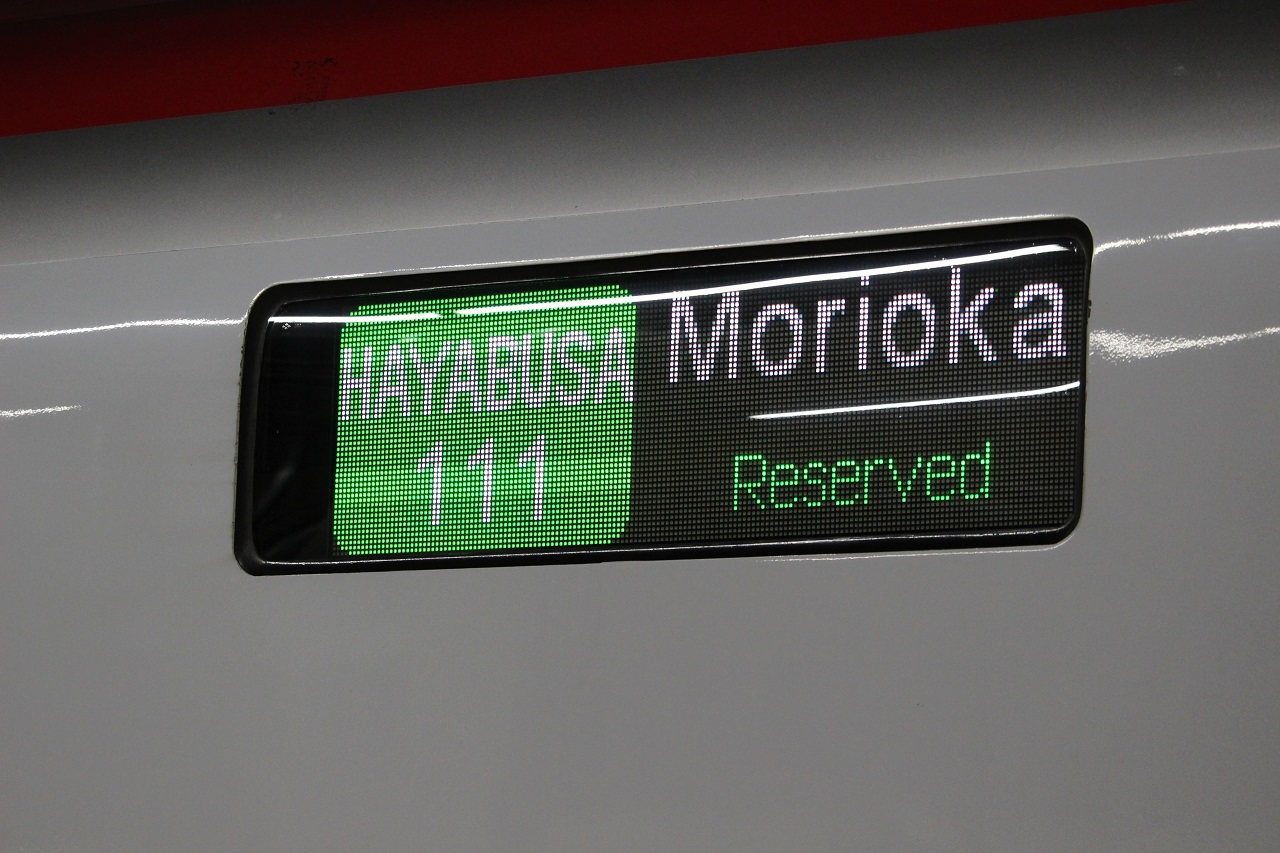 HAYABUSA
111
Morioka
Reserved